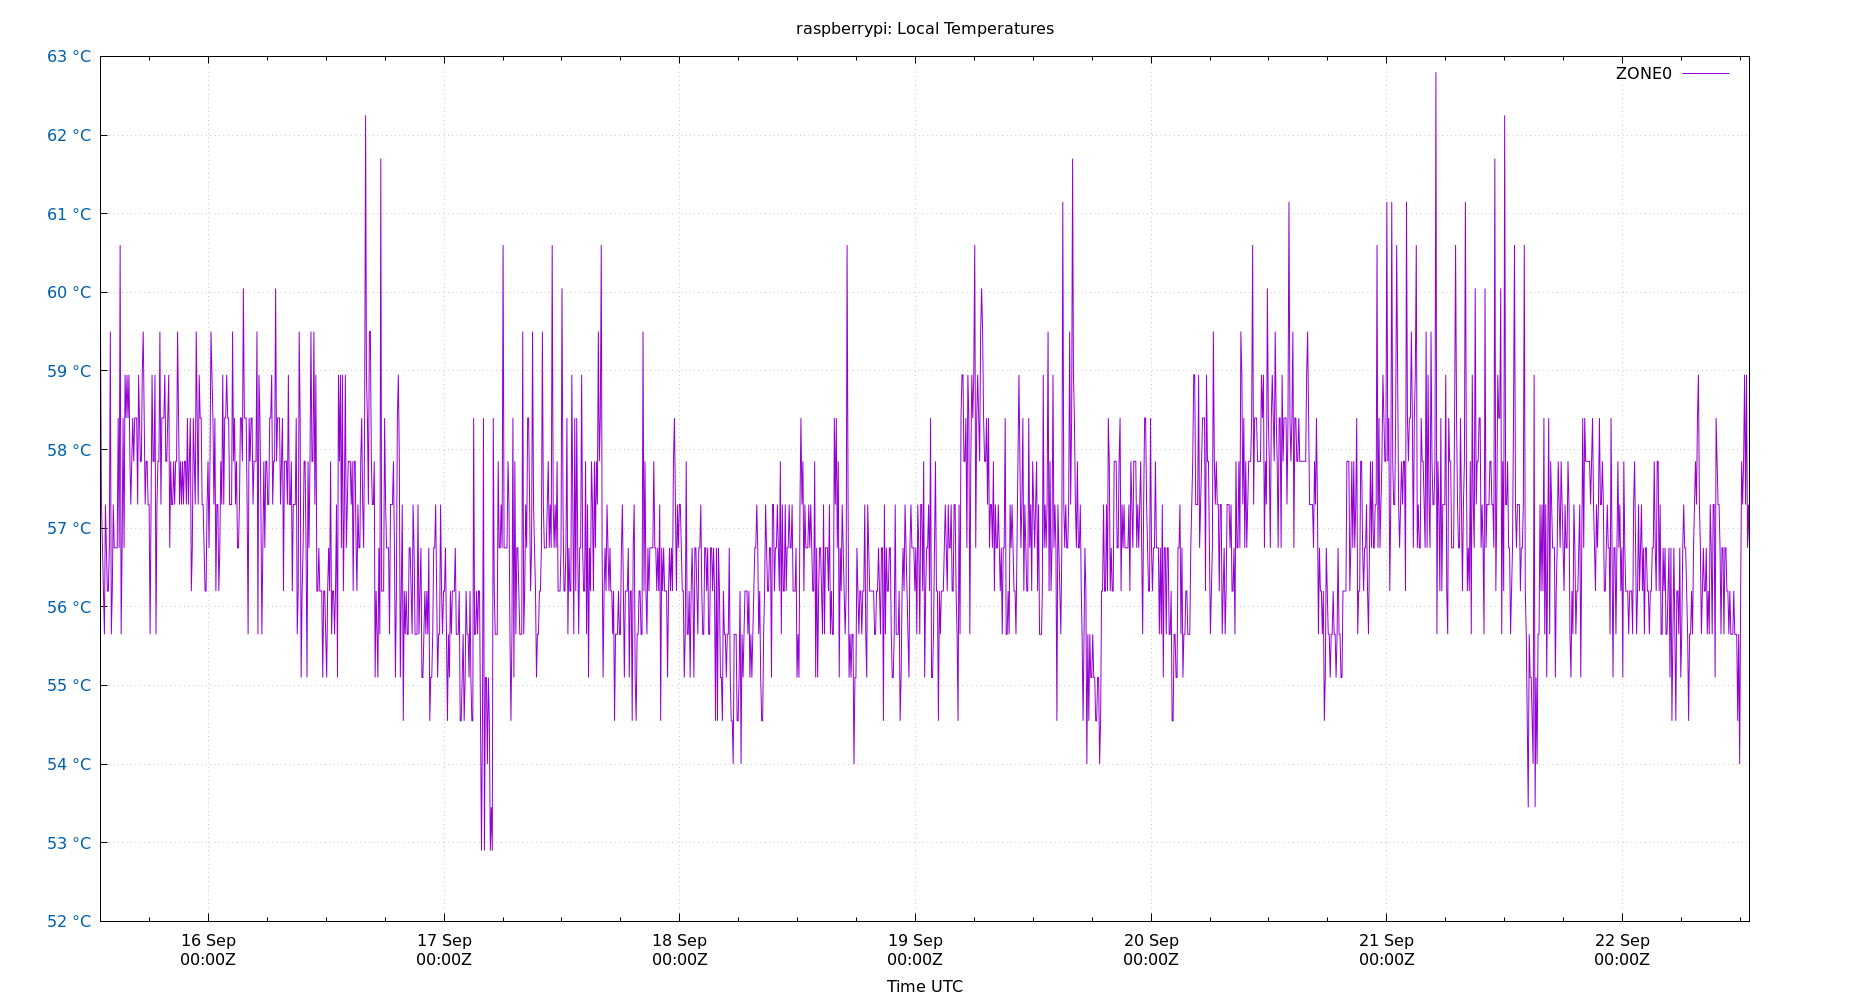 raspberrypi: Local Temperatures
63 °C
ZONE0
62 °C
61 °C
60 °C
59 °C
58 °C
57 °C
56 °C
55 °C
54 °C
53 °C
52 °C
16 Sep 17 Sep 18 Sep 19 Sep 20 Sep 21 Sep 22 Sep
00:00Z 00:00Z 00:00Z 00:00Z 00:00Z 00:00Z 00:00Z
Time UTC